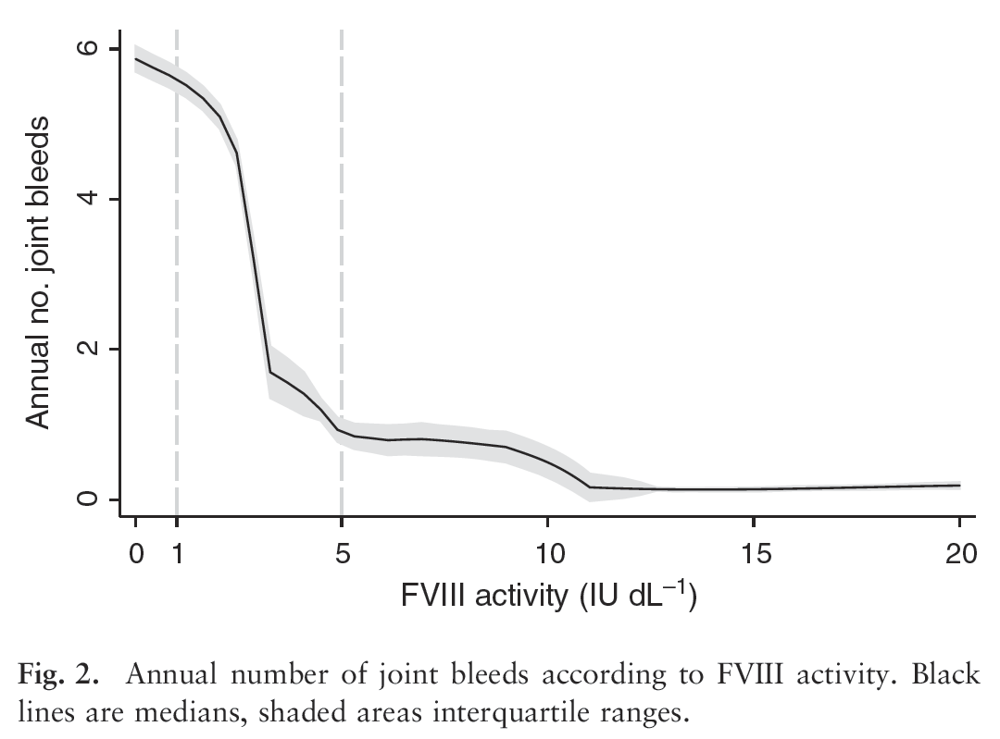 6
4
2
0
Annual no. joint bleeds
0 1 5 10 15 20
FVIII activity (IU dL⁻¹)
Fig. 2. Annual number of joint bleeds according to FVIII activity. Black
lines are medians, shaded areas interquartile ranges.